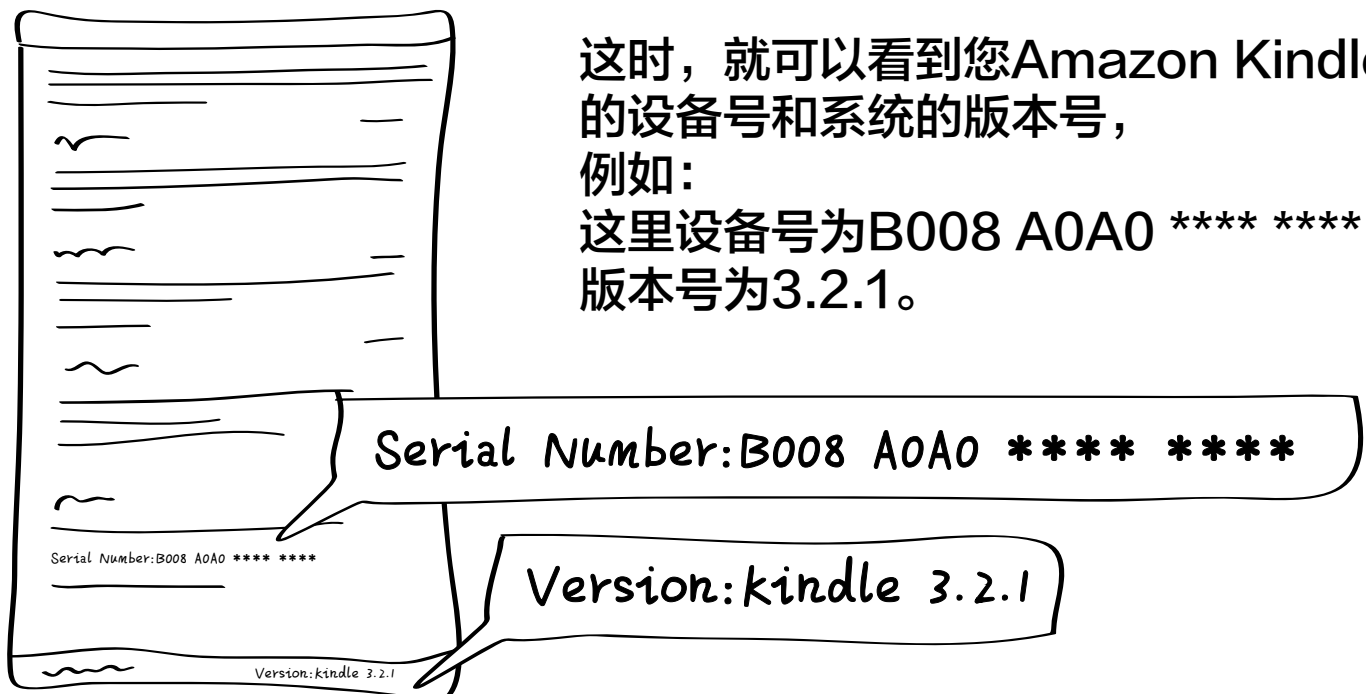 这时，就可以看到您Amazon Kindle
的设备号和系统的版本号，
例如：
这里设备号为B008 A0A0 **** ****
版本号为3.2.1。
Serial Number:B008 A0A0 **** ****
Serial Number:B008 A0A0 **** ****
Version:kindle 3.2.1
Version:kindle 3.2.1